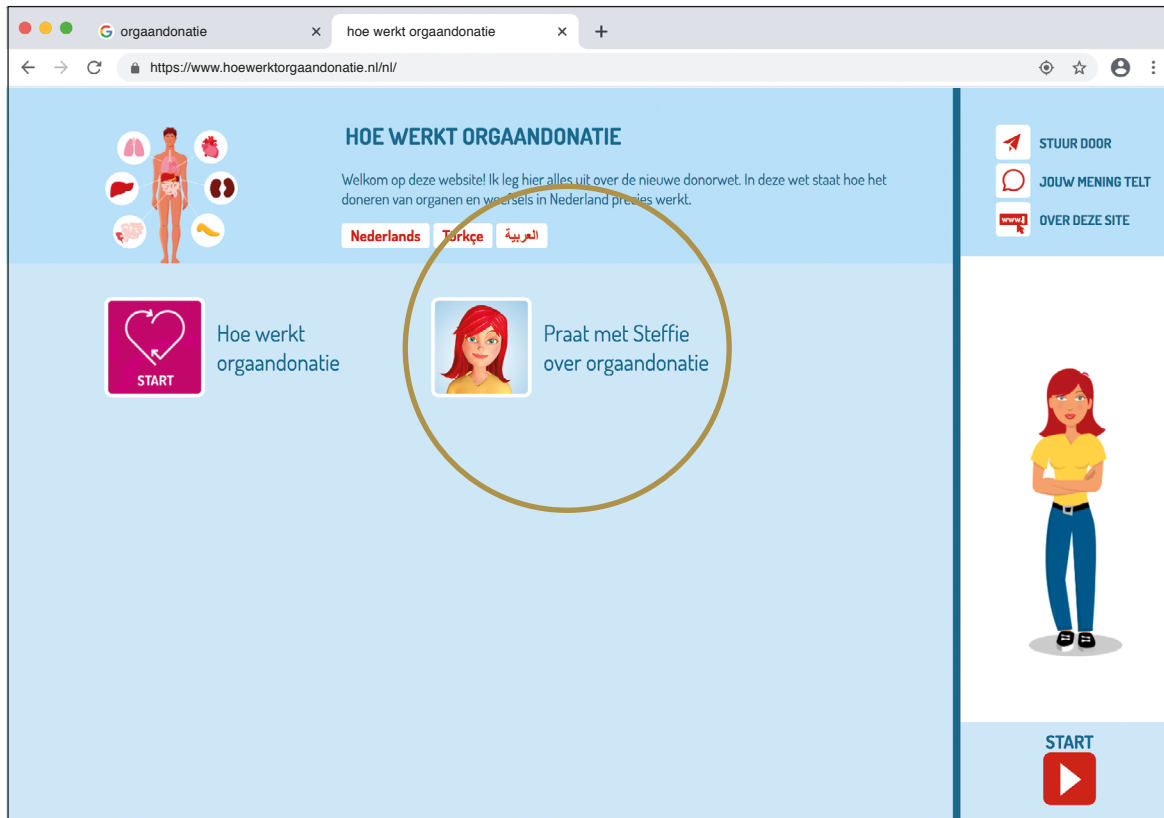 orgaandonatie
hoe werkt orgaandonatie
https://www.hoewerktorgaandonatie.nl/nl/
HOE WERKT ORGAANDONATIE
Welkom op deze website! Ik leg hier alles uit over de nieuwe donorwet. In deze wet staat hoe het
doneren van organen en weefsels in Nederland precies werkt.
Nederlands Türkçe العربية
START
Hoe werkt
orgaandonatie
Praat met Steffie
over orgaandonatie
STUUR DOOR
JOUW MENING TELT
www.
OVER DEZE SITE
START